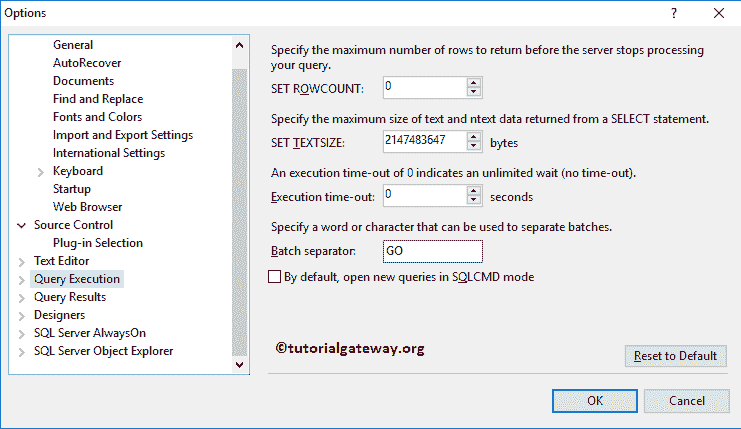 Options
General
AutoRecover
Documents
Find and Replace
Fonts and Colors
Import and Export Settings
International Settings
Keyboard
Startup
Web Browser
Source Control
Plug-in Selection
Text Editor
Query Execution
Query Results
Designers
SQL Server AlwaysOn
SQL Server Object Explorer
Specify the maximum number of rows to return before the server stops processing
your query.
SET ROWCOUNT: 0
Specify the maximum size of text and ntext data returned from a SELECT statement.
SET TEXTSIZE: 2147483647 bytes
An execution time-out of 0 indicates an unlimited wait (no time-out).
Execution time-out: 0 seconds
Specify a word or character that can be used to separate batches.
Batch separator: GO
By default, open new queries in SQLCMD mode
©tutorialgateway.org
Reset to Default
OK Cancel